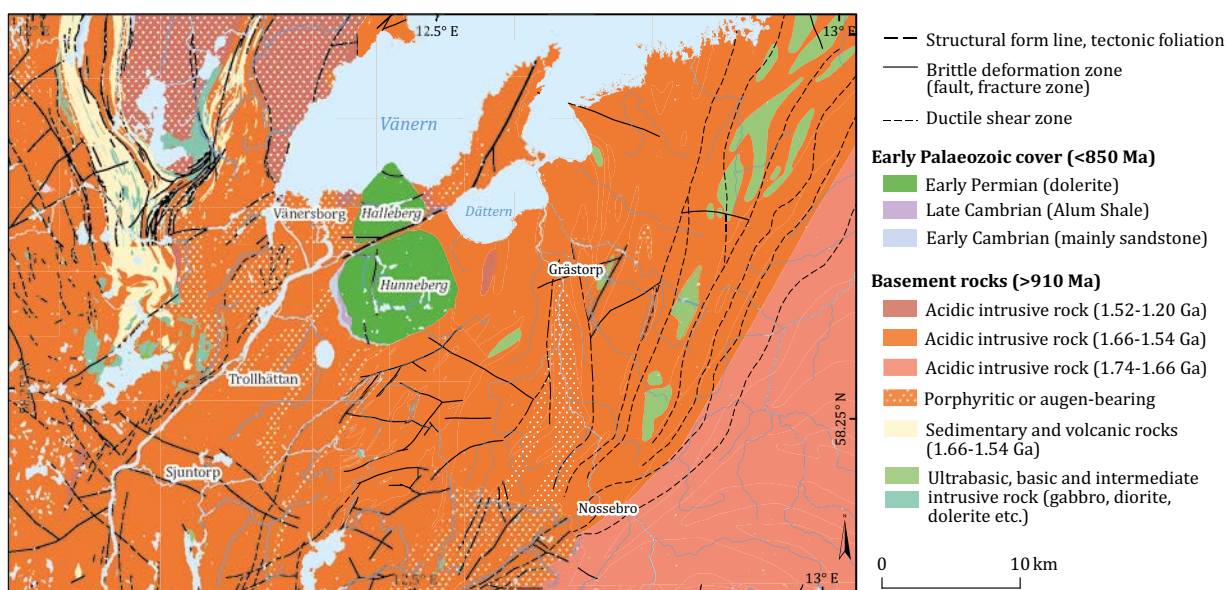 12° E
12.5° E
13° E
Vänern
Vänersborg
Halleberg
Dättern
Hunneberg
Grästorp
Trollhättan
58.25° N
Sjuntorp
Nossebro
12.5° E
13° E
N
Structural form line, tectonic foliation
Brittle deformation zone
(fault, fracture zone)
Ductile shear zone
Early Palaeozoic cover (<850 Ma)
Early Permian (dolerite)
Late Cambrian (Alum Shale)
Early Cambrian (mainly sandstone)
Basement rocks (>910 Ma)
Acidic intrusive rock (1.52-1.20 Ga)
Acidic intrusive rock (1.66-1.54 Ga)
Acidic intrusive rock (1.74-1.66 Ga)
Porphyritic or augen-bearing
Sedimentary and volcanic rocks
(1.66-1.54 Ga)
Ultrabasic, basic and intermediate
intrusive rock (gabbro, diorite,
dolerite etc.)
0 10 km